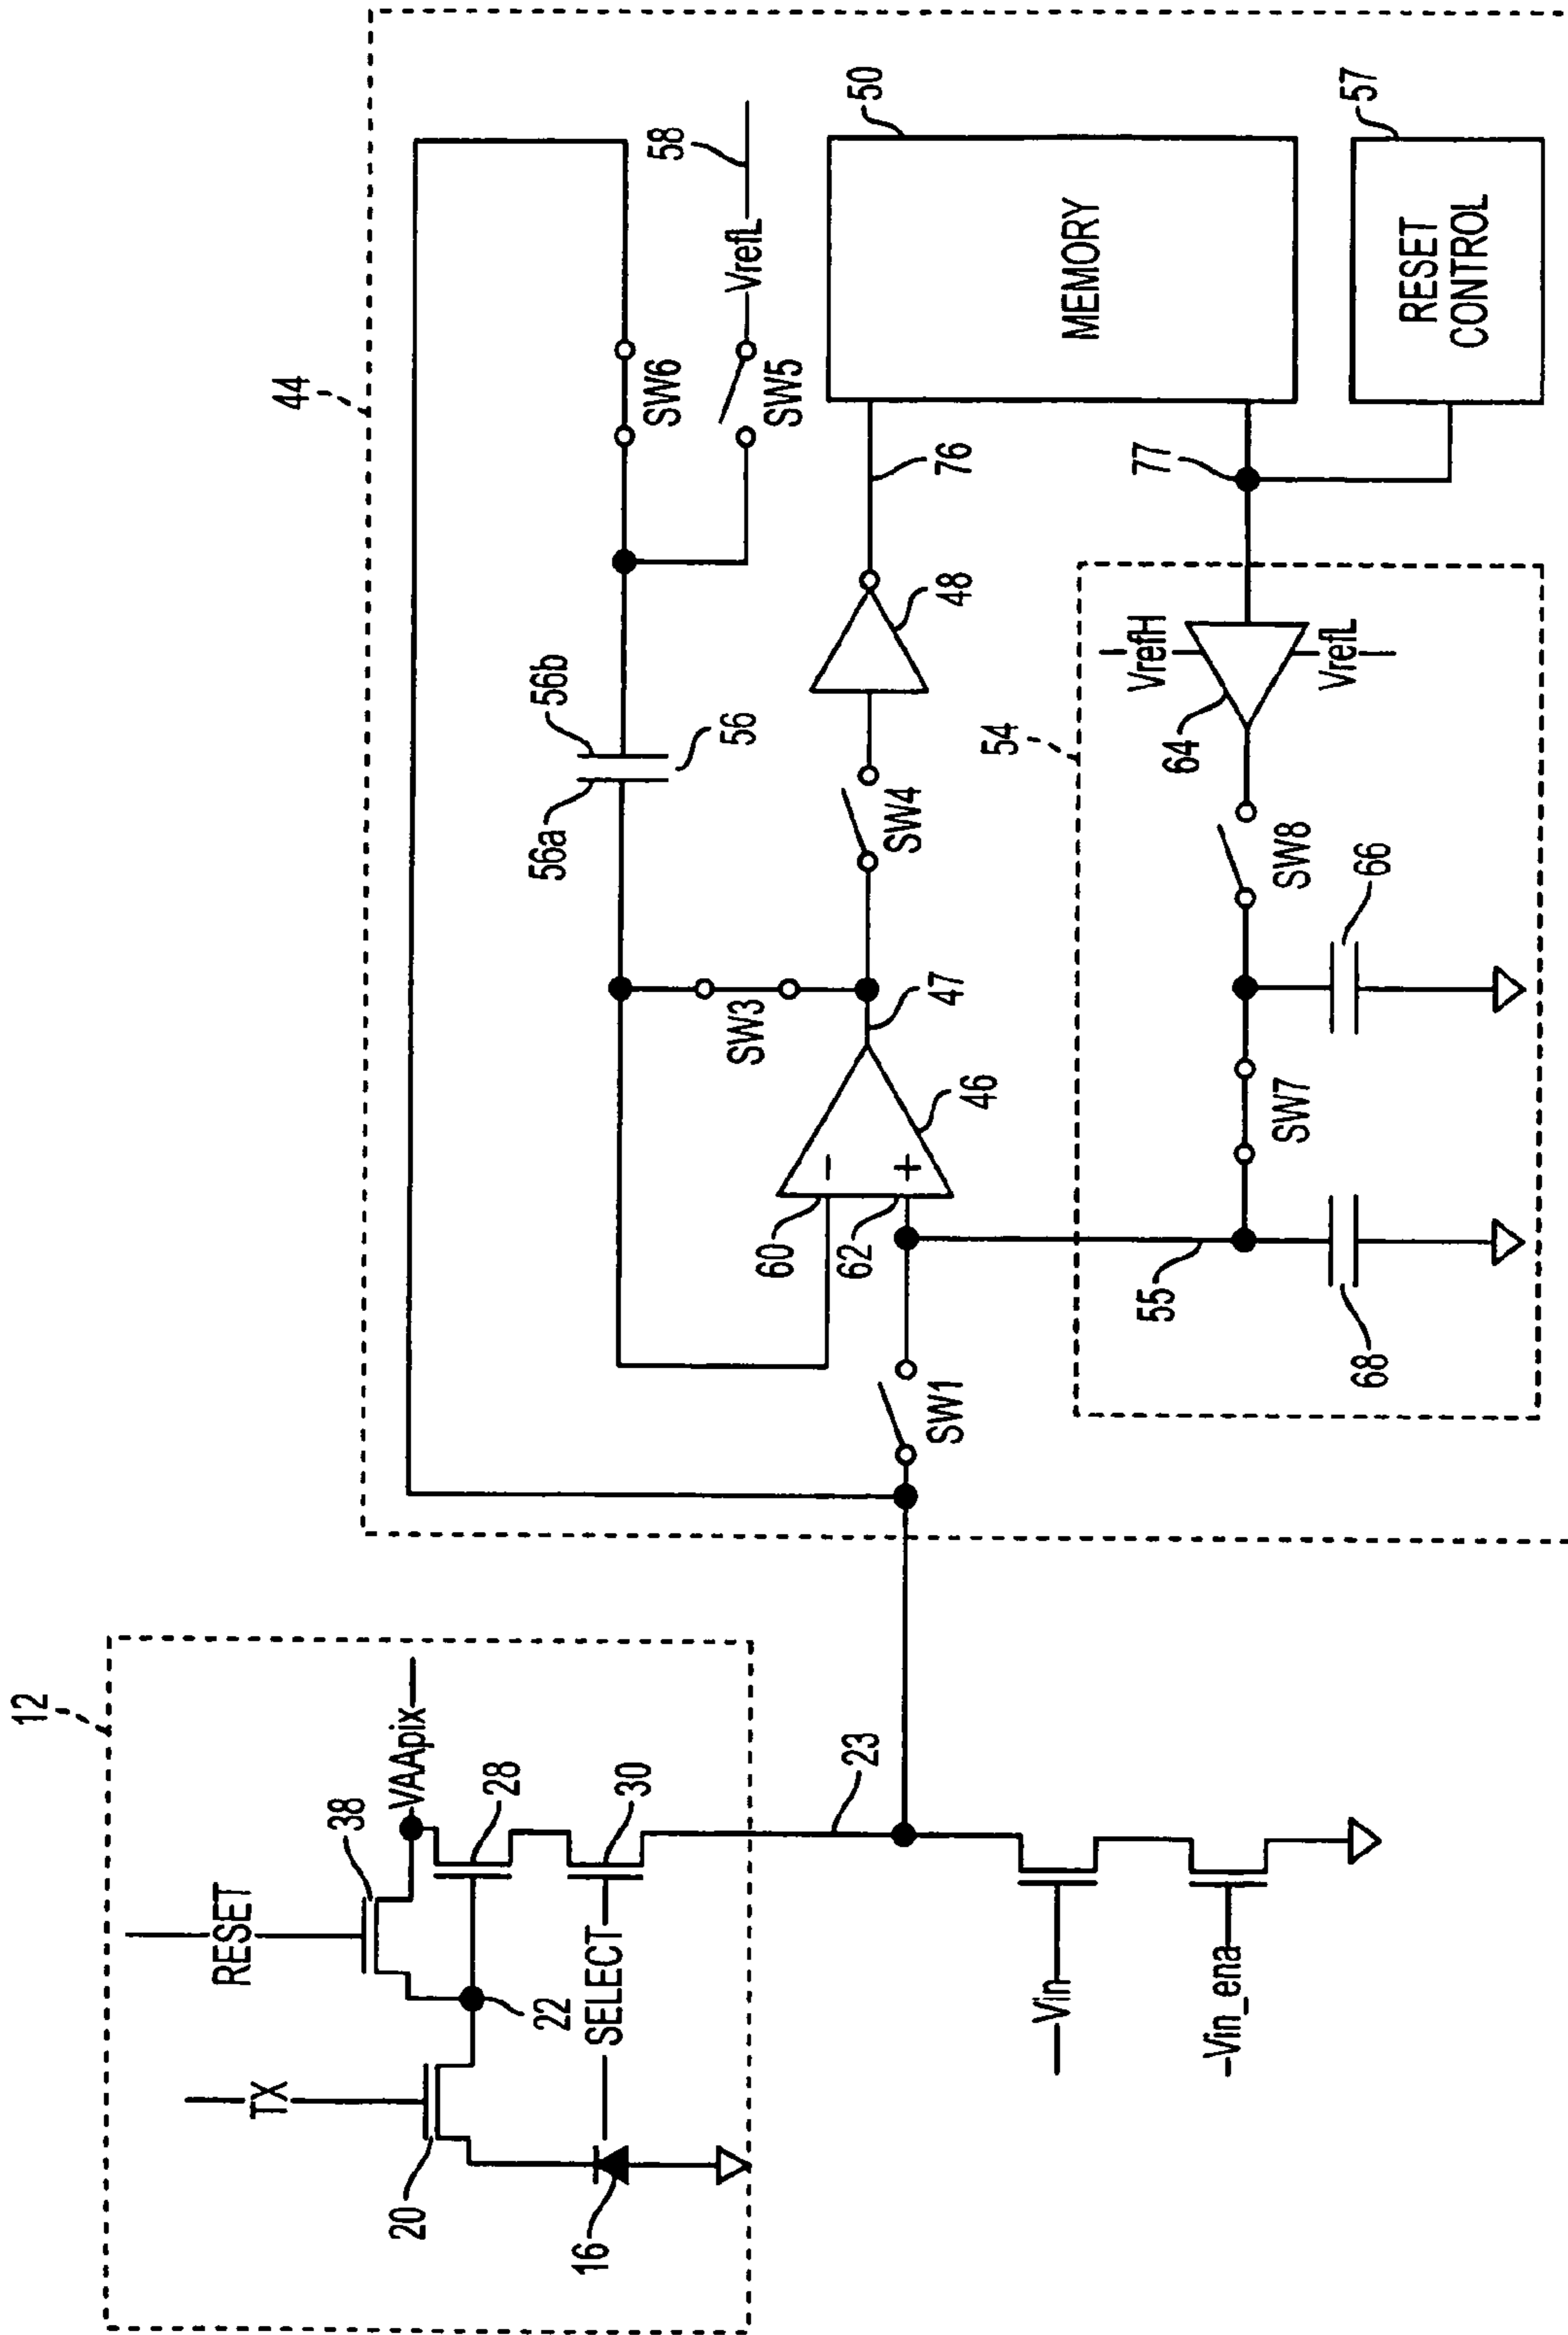 12
RESET
38
VAApix
TX
20
22
28
SELECT
30
16
23
Vin
Vin_ena
44
58
VrefL
SW6
SW5
56b
56
56a
SW3
SW4
48
76
50
MEMORY
57
RESET
CONTROL
77
60
62
−
+
46
47
SW1
54
55
VrefH
VrefL
64
SW8
66
SW7
68